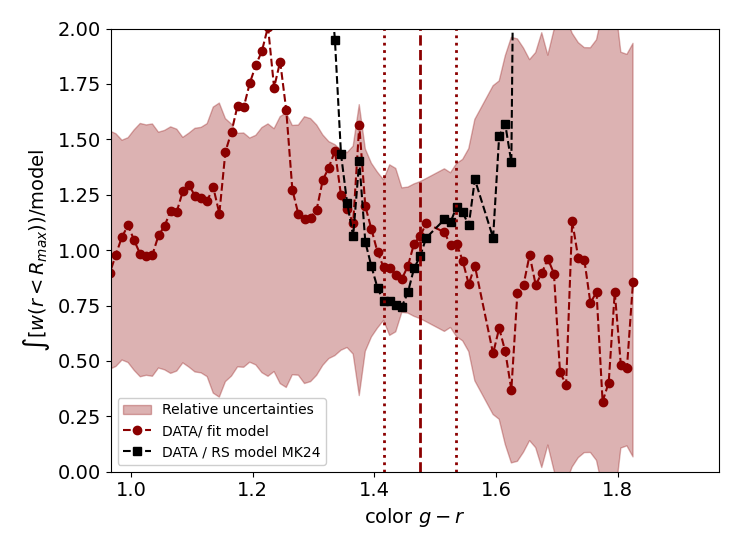 2.00
1.75
1.50
1.25
1.00
0.75
0.50
0.25
0.00
∫[w(r < R_{max}))/model
Relative uncertainties
DATA/ fit model
DATA / RS model MK24
1.0 1.2 1.4 1.6 1.8
color g − r